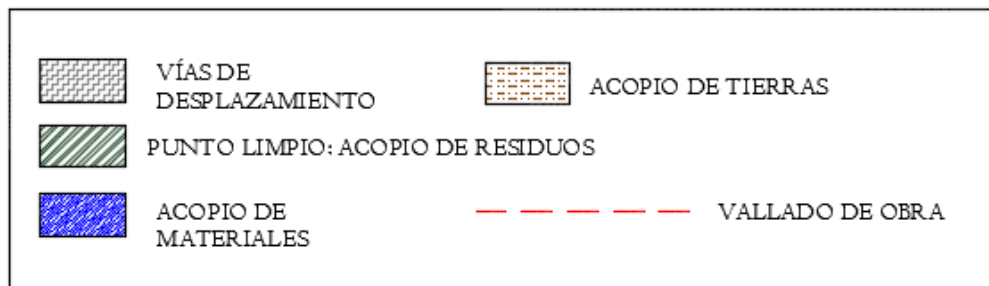 VÍAS DE
DESPLAZAMIENTO
ACOPIO DE TIERRAS
PUNTO LIMPIO: ACOPIO DE RESIDUOS
ACOPIO DE
MATERIALES
VALLADO DE OBRA